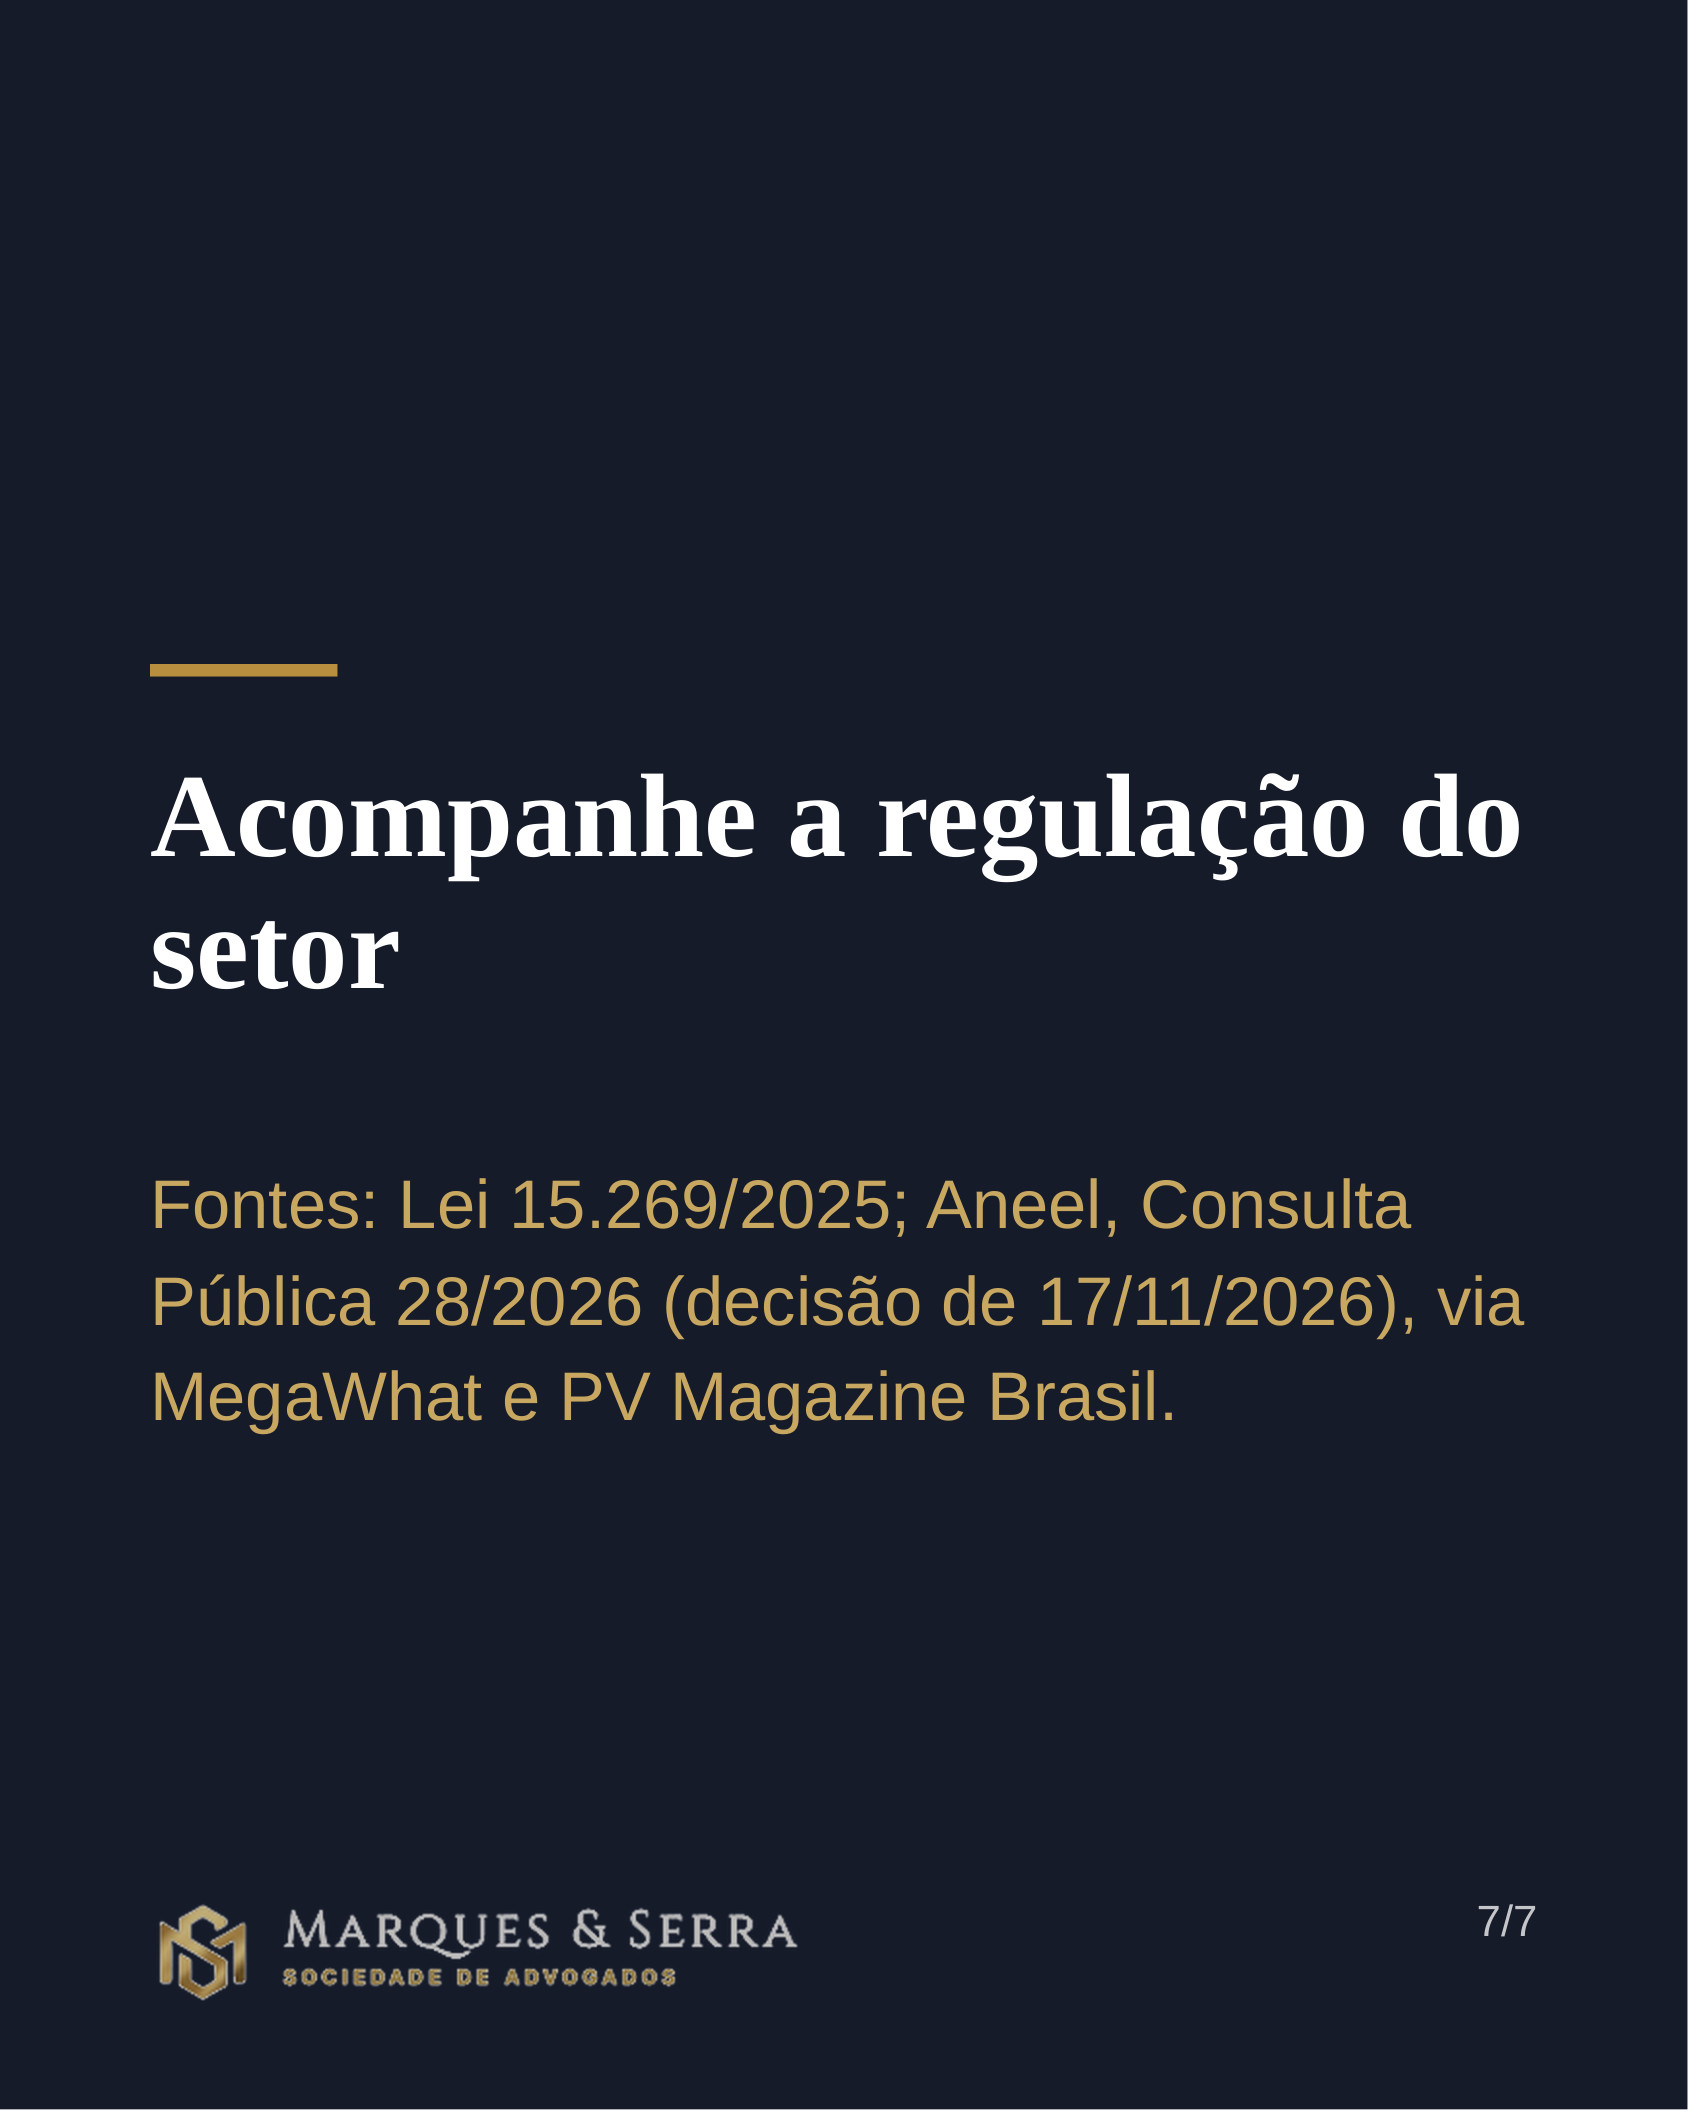 Acompanhe a regulação do
setor
Fontes: Lei 15.269/2025; Aneel, Consulta
Pública 28/2026 (decisão de 17/11/2026), via
MegaWhat e PV Magazine Brasil.
MARQUES & SERRA
SOCIEDADE DE ADVOGADOS
7/7